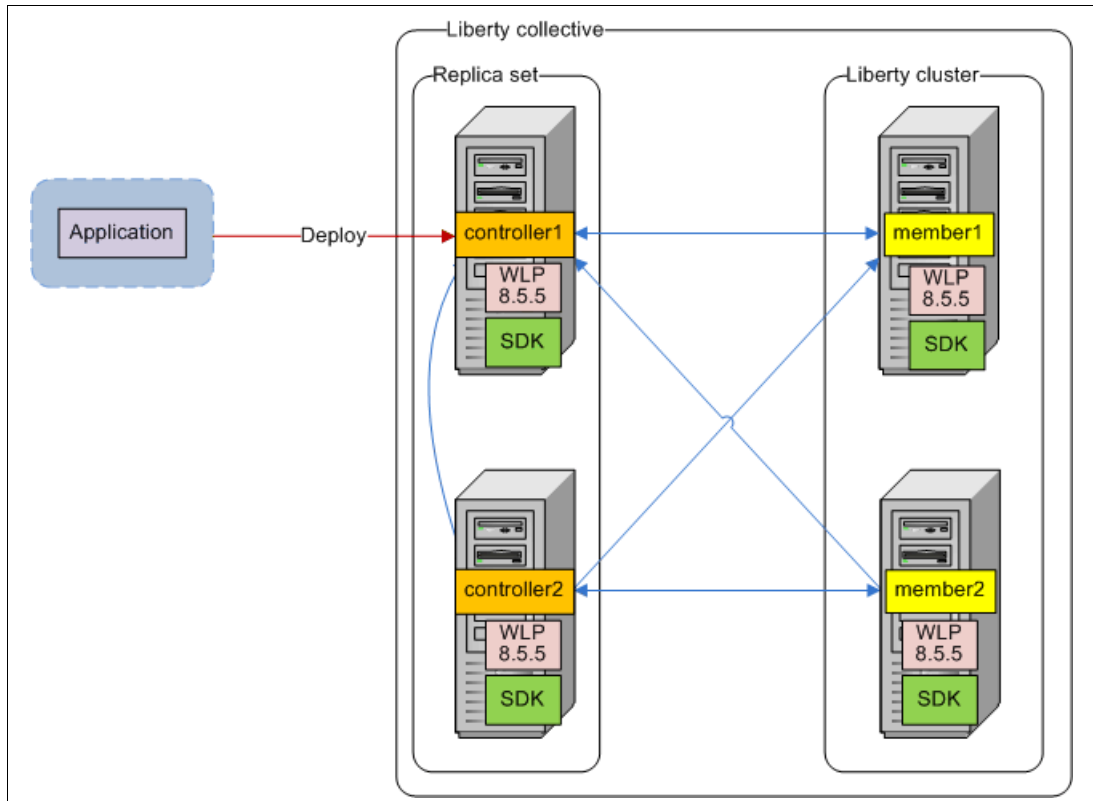 Liberty collective
Replica set
Liberty cluster
Application
Deploy
controller1
member1
WLP
8.5.5
SDK
WLP
8.5.5
SDK
controller2
member2
WLP
8.5.5
SDK
WLP
8.5.5
SDK